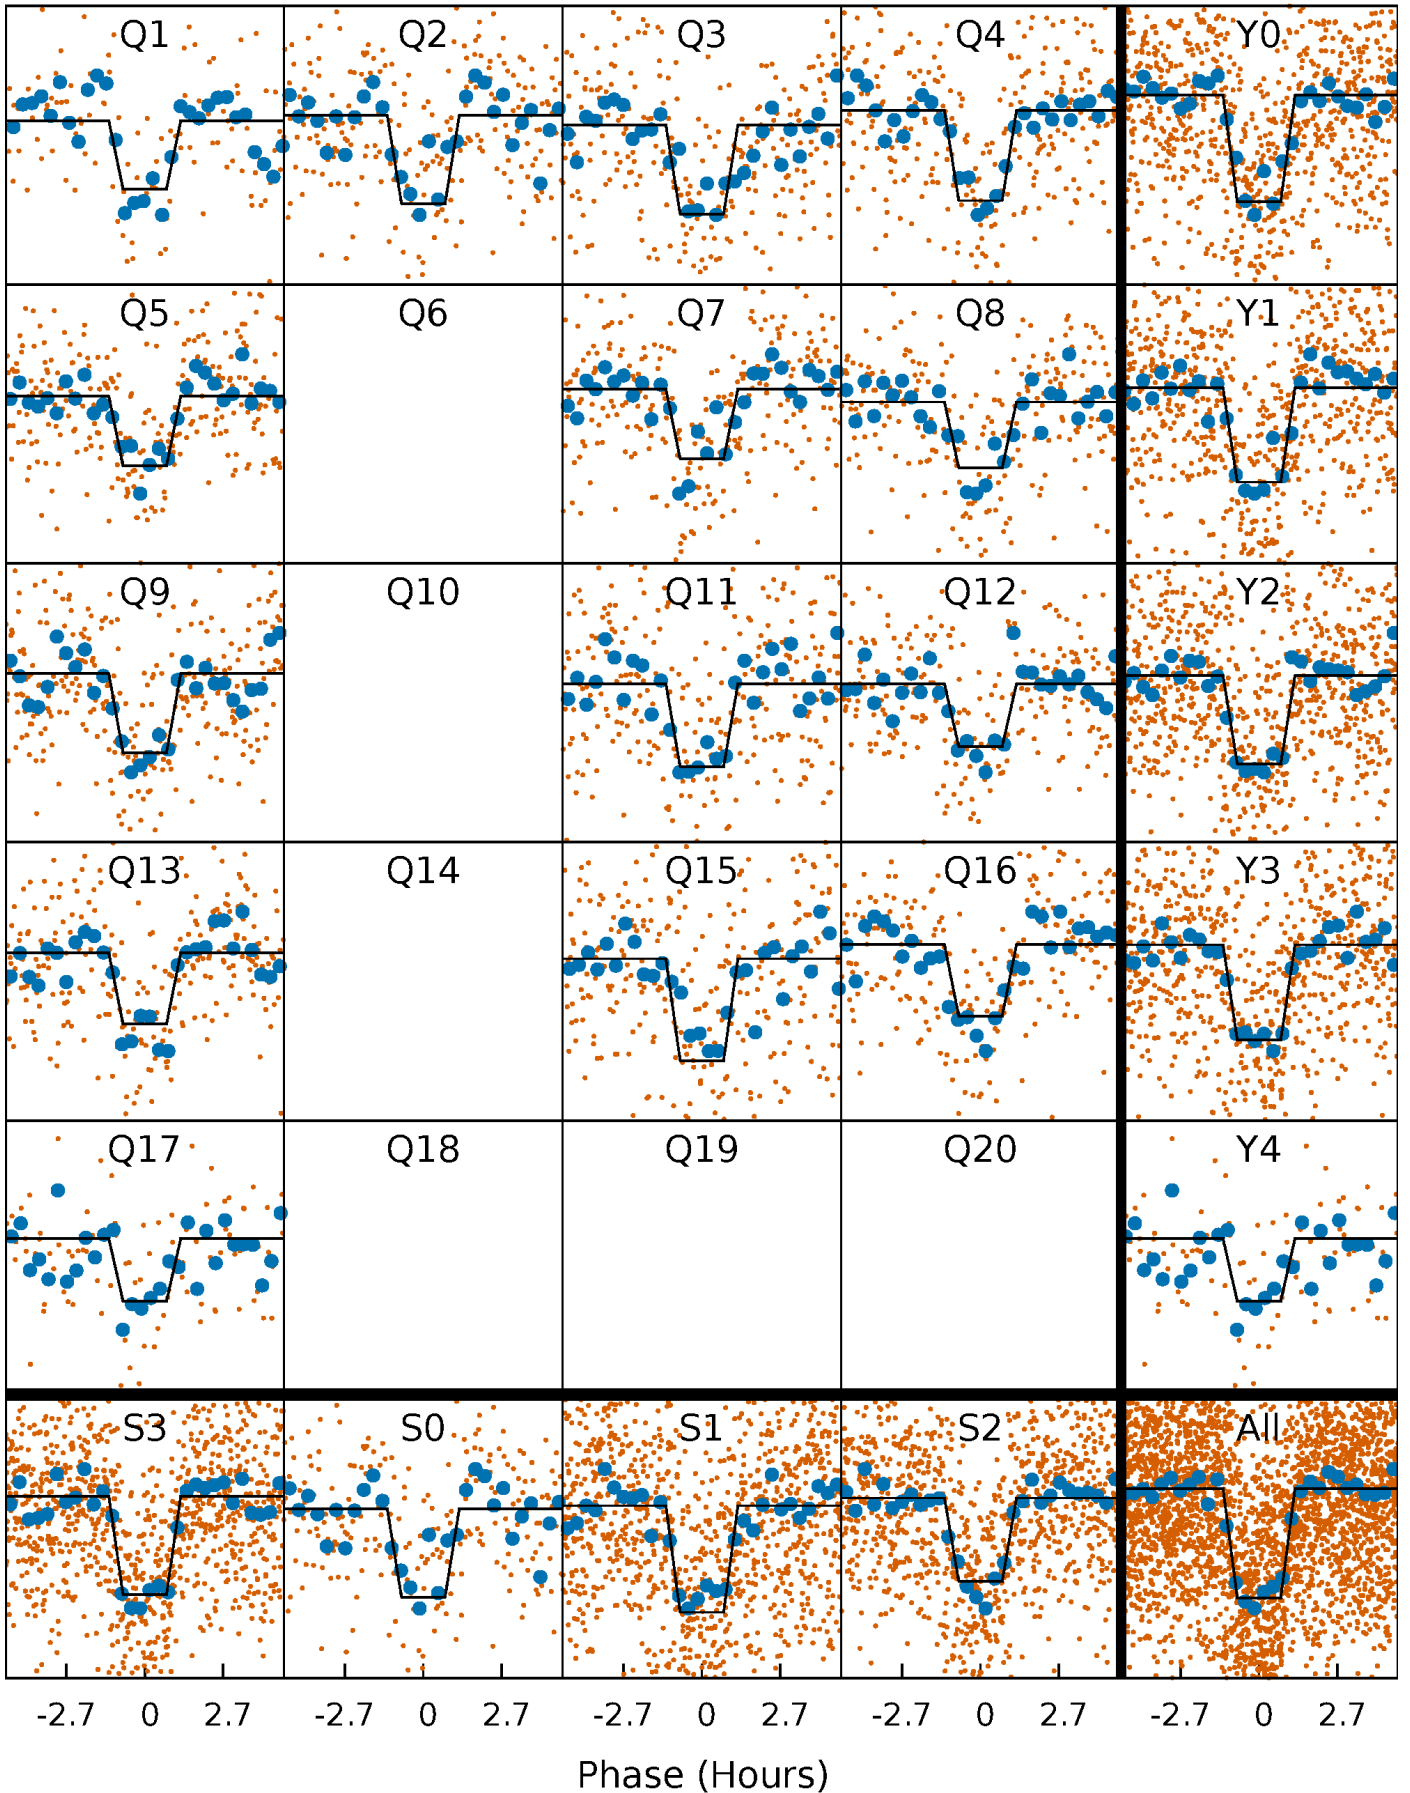 Q1 Q2 Q3 Q4 Y0
Q5 Q6 Q7 Q8 Y1
Q9 Q10 Q11 Q12 Y2
Q13 Q14 Q15 Q16 Y3
Q17 Q18 Q19 Q20 Y4
S3 S0 S1 S2 All
-2.7 0 2.7 -2.7 0 2.7 -2.7 0 2.7 -2.7 0 2.7 -2.7 0 2.7
Phase (Hours)